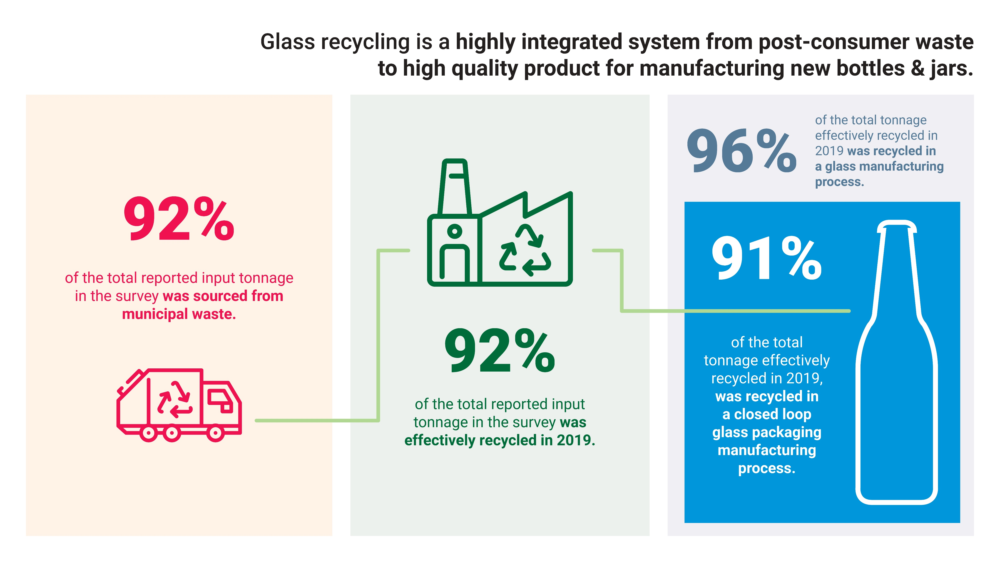 Glass recycling is a highly integrated system from post-consumer waste
to high quality product for manufacturing new bottles & jars.
92%
of the total reported input tonnage
in the survey was sourced from
municipal waste.
92%
of the total reported input
tonnage in the survey was
effectively recycled in 2019.
96%
of the total tonnage
effectively recycled in
2019 was recycled in
a glass manufacturing
process.
91%
of the total
tonnage effectively
recycled in 2019,
was recycled in
a closed loop
glass packaging
manufacturing
process.